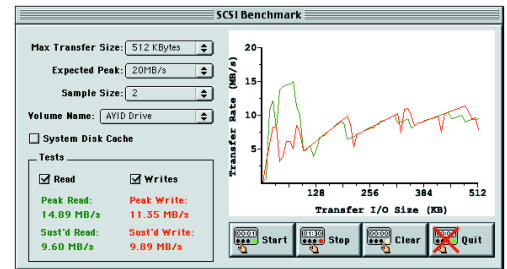 SCSI Benchmark
Max Transfer Size: 512 KBytes
Expected Peak: 20MB/s
Sample Size: 2
Volume Name: AYID Drive
System Disk Cache
Tests
Read Writes
Peak Read: Peak Write:
14.89 MB/s 11.35 MB/s
Sust'd Read: Sust'd Write:
9.60 MB/s 9.89 MB/s
Transfer Rate (MB/s)
20
15
10
5
128 256 384 512
Transfer I/O Size (KB)
Start Stop Clear Quit